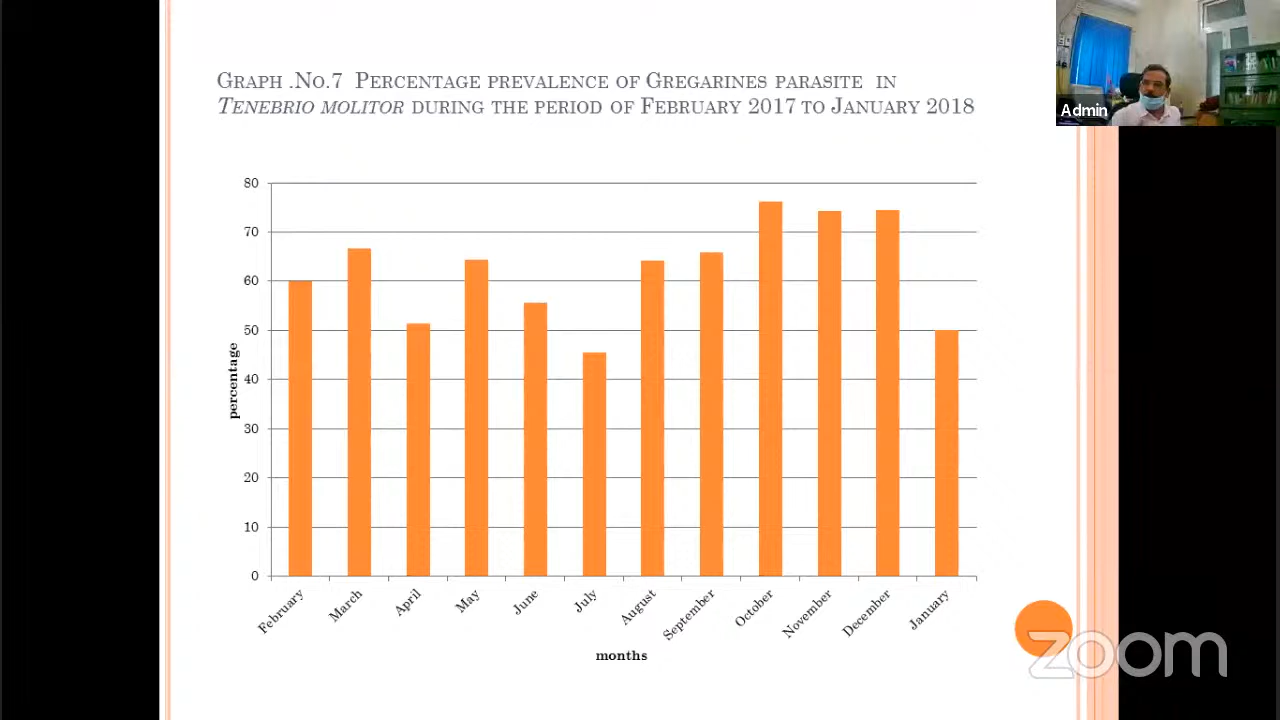 Graph .No.7 Percentage prevalence of Gregarines parasite in
Tenebrio molitor during the period of February 2017 to January 2018
Admin
80
70
60
50
40
30
20
10
0
percentage
February
March
April
May
June
July
August
September
October
November
December
January
months
zoom